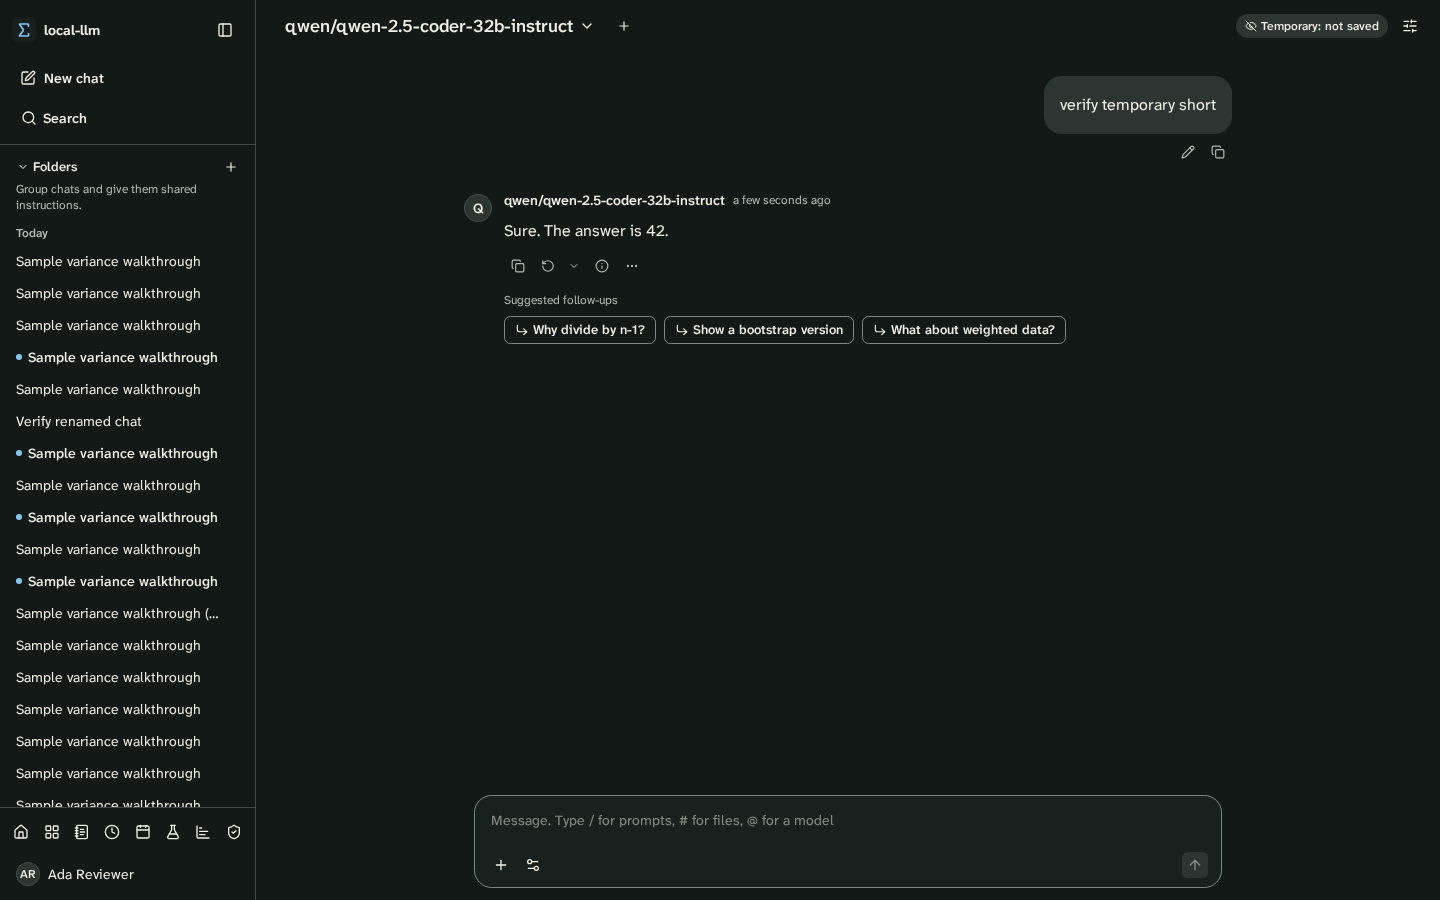 local-llm
New chat
Search
Folders
Group chats and give them shared
instructions.
Today
Sample variance walkthrough
Sample variance walkthrough
Sample variance walkthrough
Sample variance walkthrough
Sample variance walkthrough
Verify renamed chat
Sample variance walkthrough
Sample variance walkthrough
Sample variance walkthrough
Sample variance walkthrough
Sample variance walkthrough
Sample variance walkthrough (...
Sample variance walkthrough
Sample variance walkthrough
Sample variance walkthrough
Sample variance walkthrough
Sample variance walkthrough
Sample variance walkthrough
AR Ada Reviewer
qwen/qwen-2.5-coder-32b-instruct
Temporary: not saved
verify temporary short
Q qwen/qwen-2.5-coder-32b-instruct a few seconds ago
Sure. The answer is 42.
Suggested follow-ups
Why divide by n-1? Show a bootstrap version What about weighted data?
Message. Type / for prompts, # for files, @ for a model